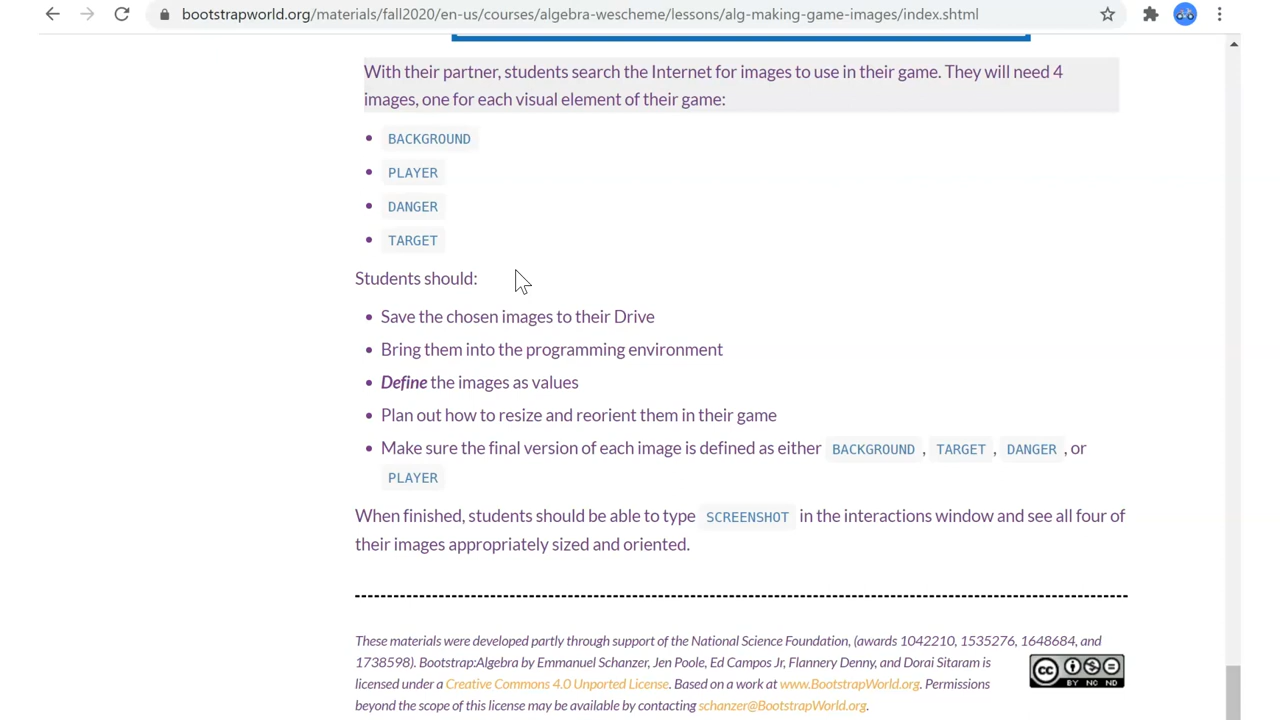 bootstrapworld.org/materials/fall2020/en-us/courses/algebra-wescheme/lessons/alg-making-game-images/index.shtml
With their partner, students search the Internet for images to use in their game. They will need 4
images, one for each visual element of their game:
• BACKGROUND
• PLAYER
• DANGER
• TARGET
Students should:
• Save the chosen images to their Drive
• Bring them into the programming environment
• Define the images as values
• Plan out how to resize and reorient them in their game
• Make sure the final version of each image is defined as either BACKGROUND , TARGET , DANGER , or
PLAYER
When finished, students should be able to type SCREENSHOT in the interactions window and see all four of
their images appropriately sized and oriented.
These materials were developed partly through support of the National Science Foundation, (awards 1042210, 1535276, 1648684, and
1738598). Bootstrap:Algebra by Emmanuel Schanzer, Jen Poole, Ed Campos Jr, Flannery Denny, and Dorai Sitaram is
licensed under a Creative Commons 4.0 Unported License. Based on a work at www.BootstrapWorld.org. Permissions
beyond the scope of this license may be available by contacting schanzer@BootstrapWorld.org.
cc BY NC ND